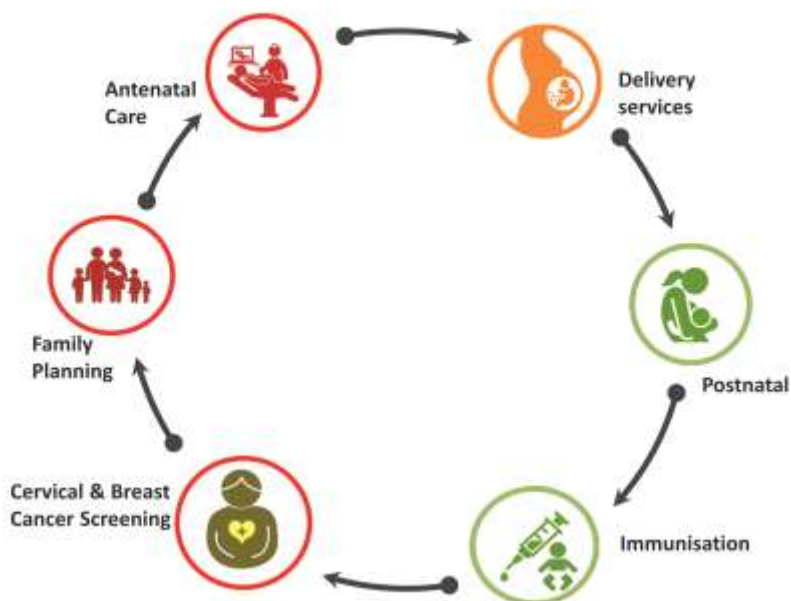 Antenatal
Care
Delivery
services
Postnatal
Immunisation
Cervical & Breast
Cancer Screening
Family
Planning